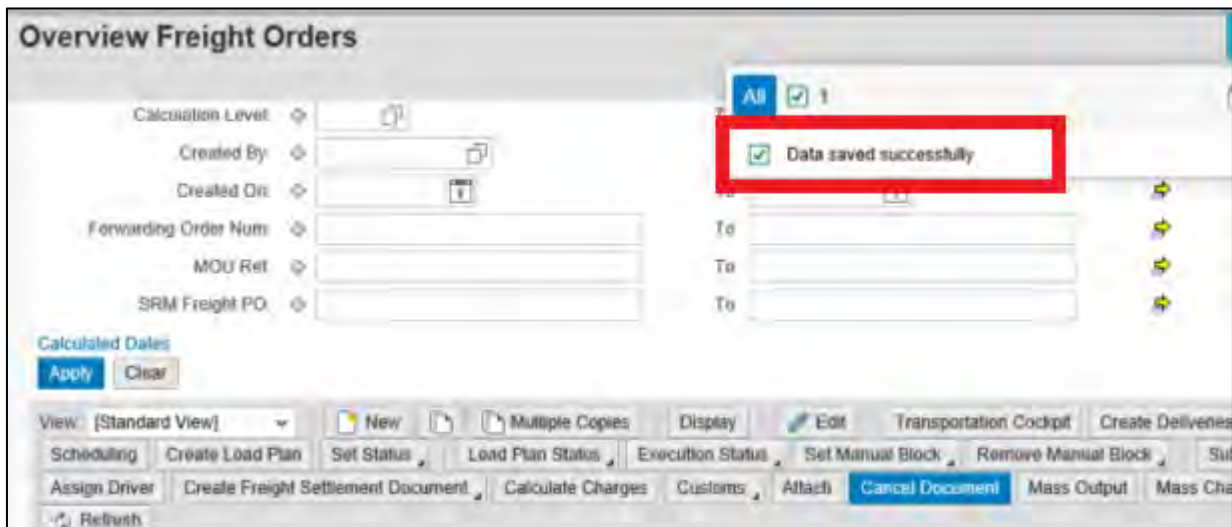 Overview Freight Orders
All 1
Calculation Level:
Data saved successfully
Created By:
Created On: To
Forwarding Order Num: To
MOU Ref: To
SRM Freight PO: To
Calculated Dates
Apply Clear
View: [Standard View] New Multiple Copies Display Edit Transportation Cockpit Create Deliveries
Scheduling Create Load Plan Set Status Load Plan Status Execution Status Set Manual Block Remove Manual Block
Assign Driver Create Freight Settlement Document Calculate Charges Customs Attach Cancel Document Mass Output Mass Cha
Refresh